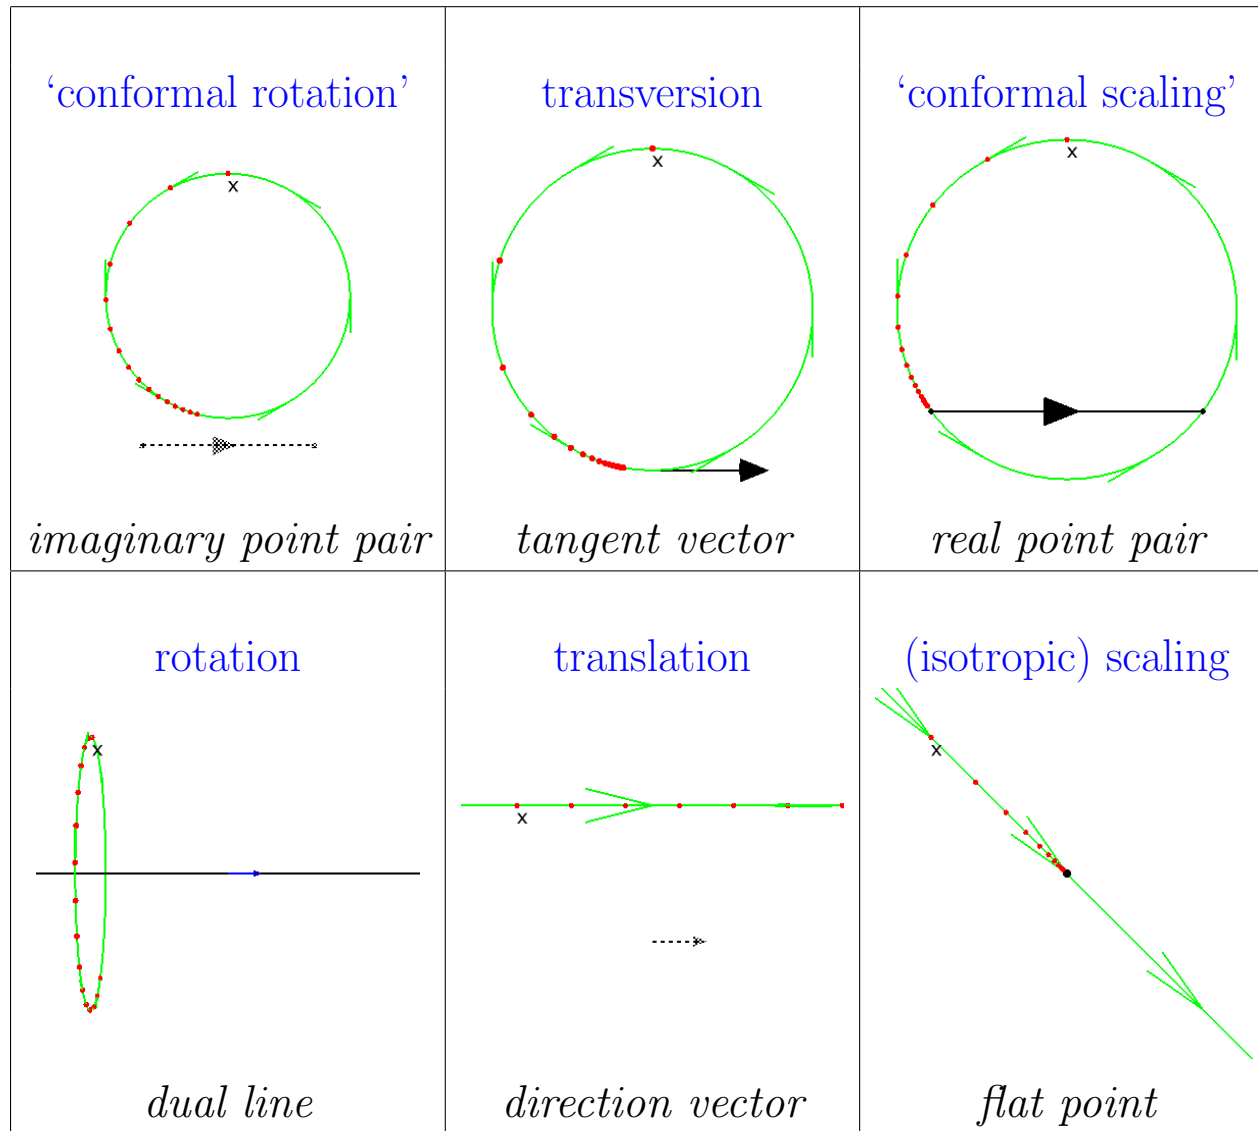 ‘conformal rotation’
x
imaginary point pair
transversion
x
tangent vector
‘conformal scaling’
x
real point pair
rotation
x
dual line
translation
x
direction vector
(isotropic) scaling
x
flat point